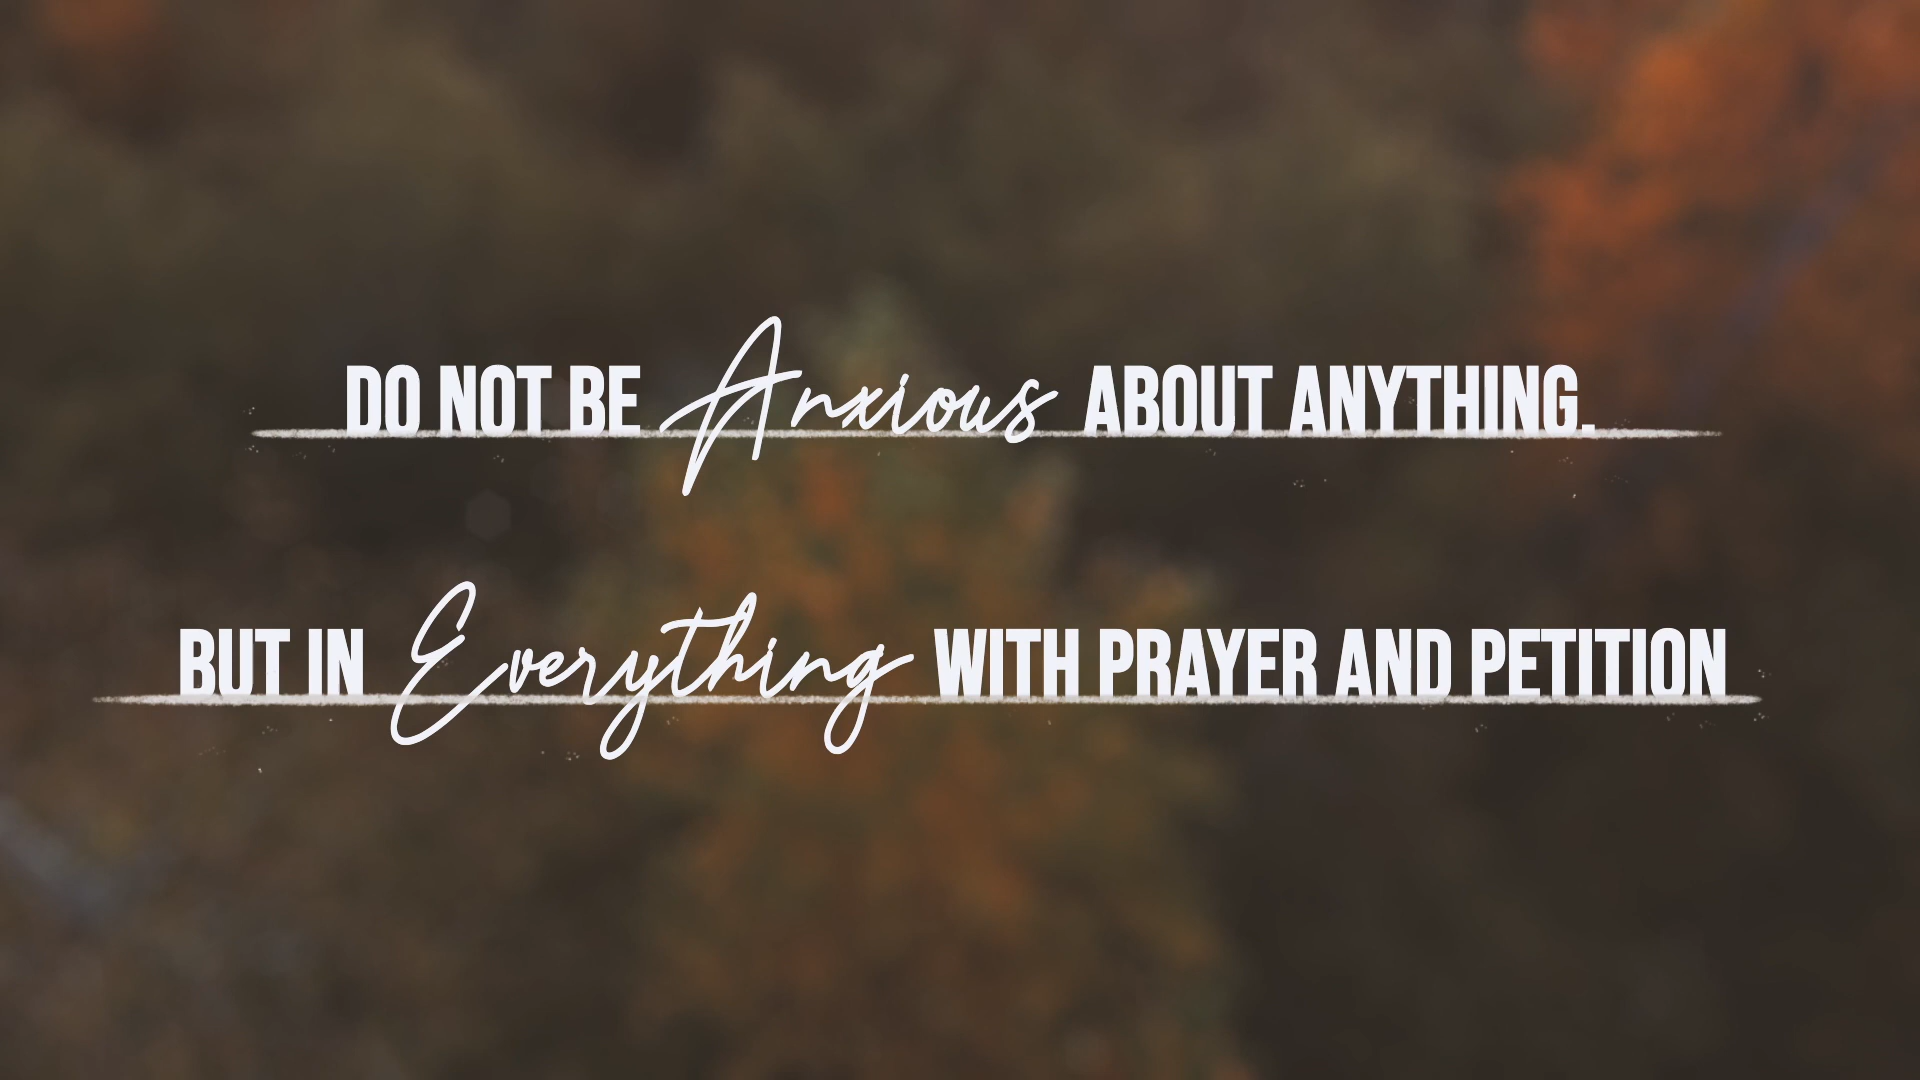 DO NOT BE Anxious ABOUT ANYTHING.
BUT IN Everything WITH PRAYER AND PETITION